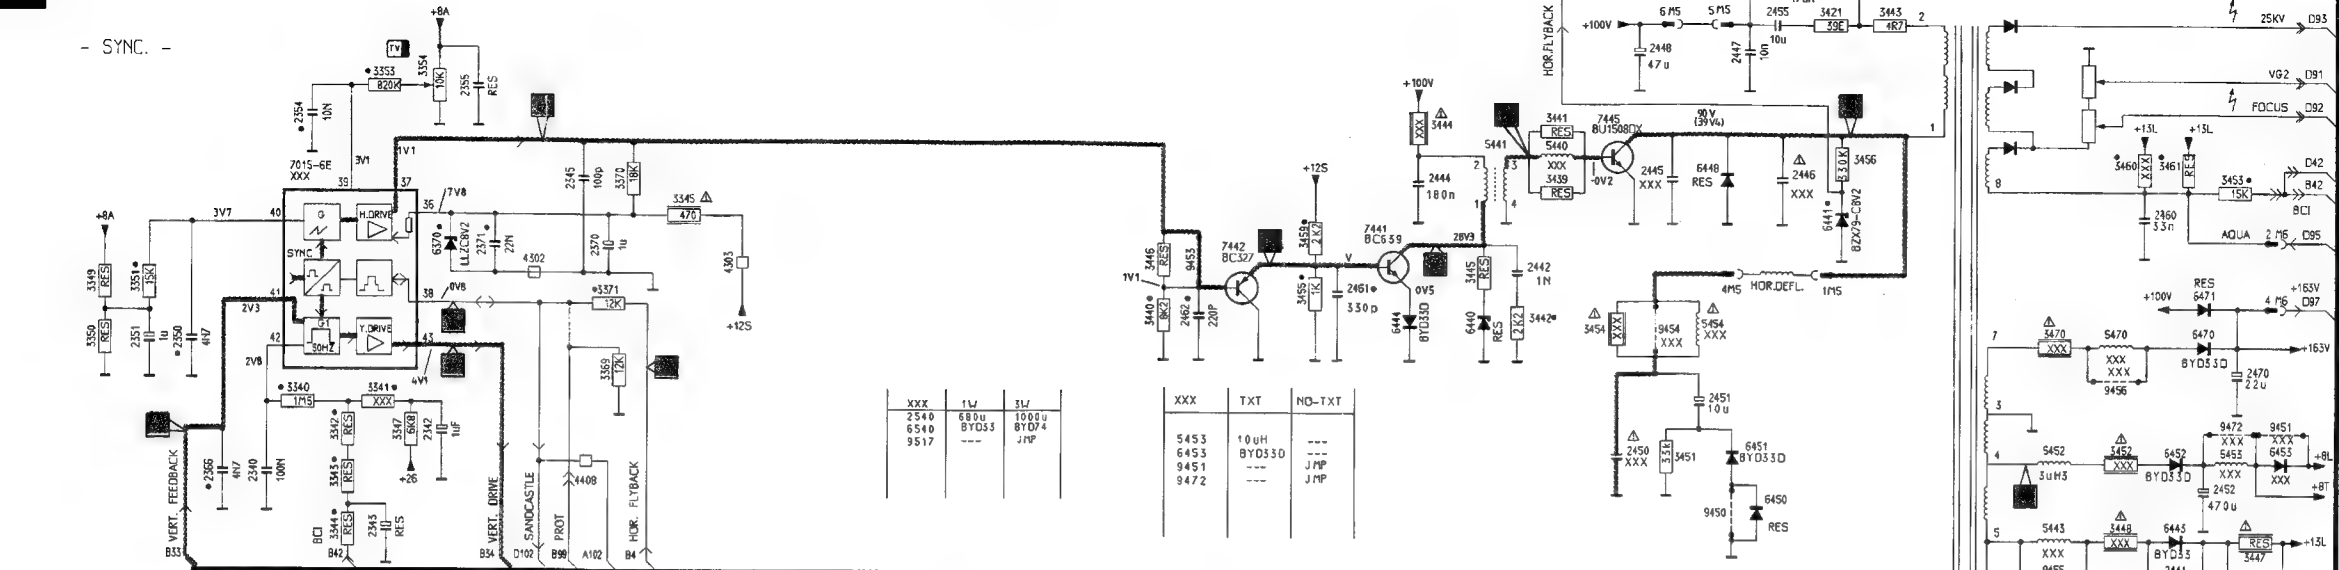 - SYNC. -
+8A
TV
3353
820K
3354
10K
2355
RES
2354
10N
7015-6E
XXX
39
3V1
1V1
37
7V8
36
40
3V7
+8A
G
H.DRIVE
SYNC
G1
50HZ
Y.DRIVE
3349
RES
3351
15K
3350
RES
2351
1u
2350
4N7
41
2V3
42
2V8
38
0V6
43
4V1
6370
LLZC8V2
2371
22N
2345
100p
3370
18K
2370
1u
3345
470
4302
4303
+12S
3371
12K
3369
12K
3340
1M5
3341
XXX
3342
RES
3343
RES
3344
RES
3347
6K8
2342
1uF
+26
2343
RES
2366
4N7
2340
100N
VERT. FEEDBACK
B33
BCI
B42
VERT. DRIVE
B34
SANDCASTLE
D102
PROT
B99
4408
A102
HOR. FLYBACK
B4
XXX 1W 3W
2540 680u 1000u
6540 BYD33 BYD74
9517 --- JMP
XXX TXT NO-TXT
5453 10uH ---
6453 BYD33D ---
9451 --- JMP
9472 --- JMP
1V1
3446
RES
9453
3440
8K2
2462
220P
7442
BC327
+12S
3459
2K2
3455
1K
2461
330p
V
7441
BC639
28V3
0V5
6444
BYD33D
3445
RES
6440
RES
2442
1N
3442
2K2
+100V
3444
XXX
2444
180n
5441
2
1
3
4
3441
RES
5440
XXX
3439
RES
-0V2
7445
BU1508DX
90V
(39V4)
2445
XXX
6448
RES
2446
XXX
3456
330K
6441
BZX79-C8V2
HOR.FLYBACK
+100V
6M5
5M5
2448
47u
2447
10n
2455
10u
3421
39E
3443
4R7
2
1
4M5
HOR.DEFL.
1M5
3454
XXX
9454
XXX
5454
XXX
2450
XXX
2451
10u
3451
33k
6451
BYD33D
9450
6450
RES
25KV
D93
VG2
D91
FOCUS
D92
+13L
+13L
3460
XXX
3461
RES
3453
15K
D42
B42
BCI
8
2460
33n
AQUA
2M6
D95
RES
6471
+100V
+163V
4M6
D97
7
3470
XXX
5470
XXX
XXX
9456
6470
BYD33D
+163V
2470
22u
3
4
5452
3uH3
3452
XXX
6452
BYD33D
9472
XXX
5453
XXX
9451
XXX
6453
XXX
2452
470u
+8L
+8T
5
5443
XXX
3448
XXX
6443
BYD33
RES
3447
+13L